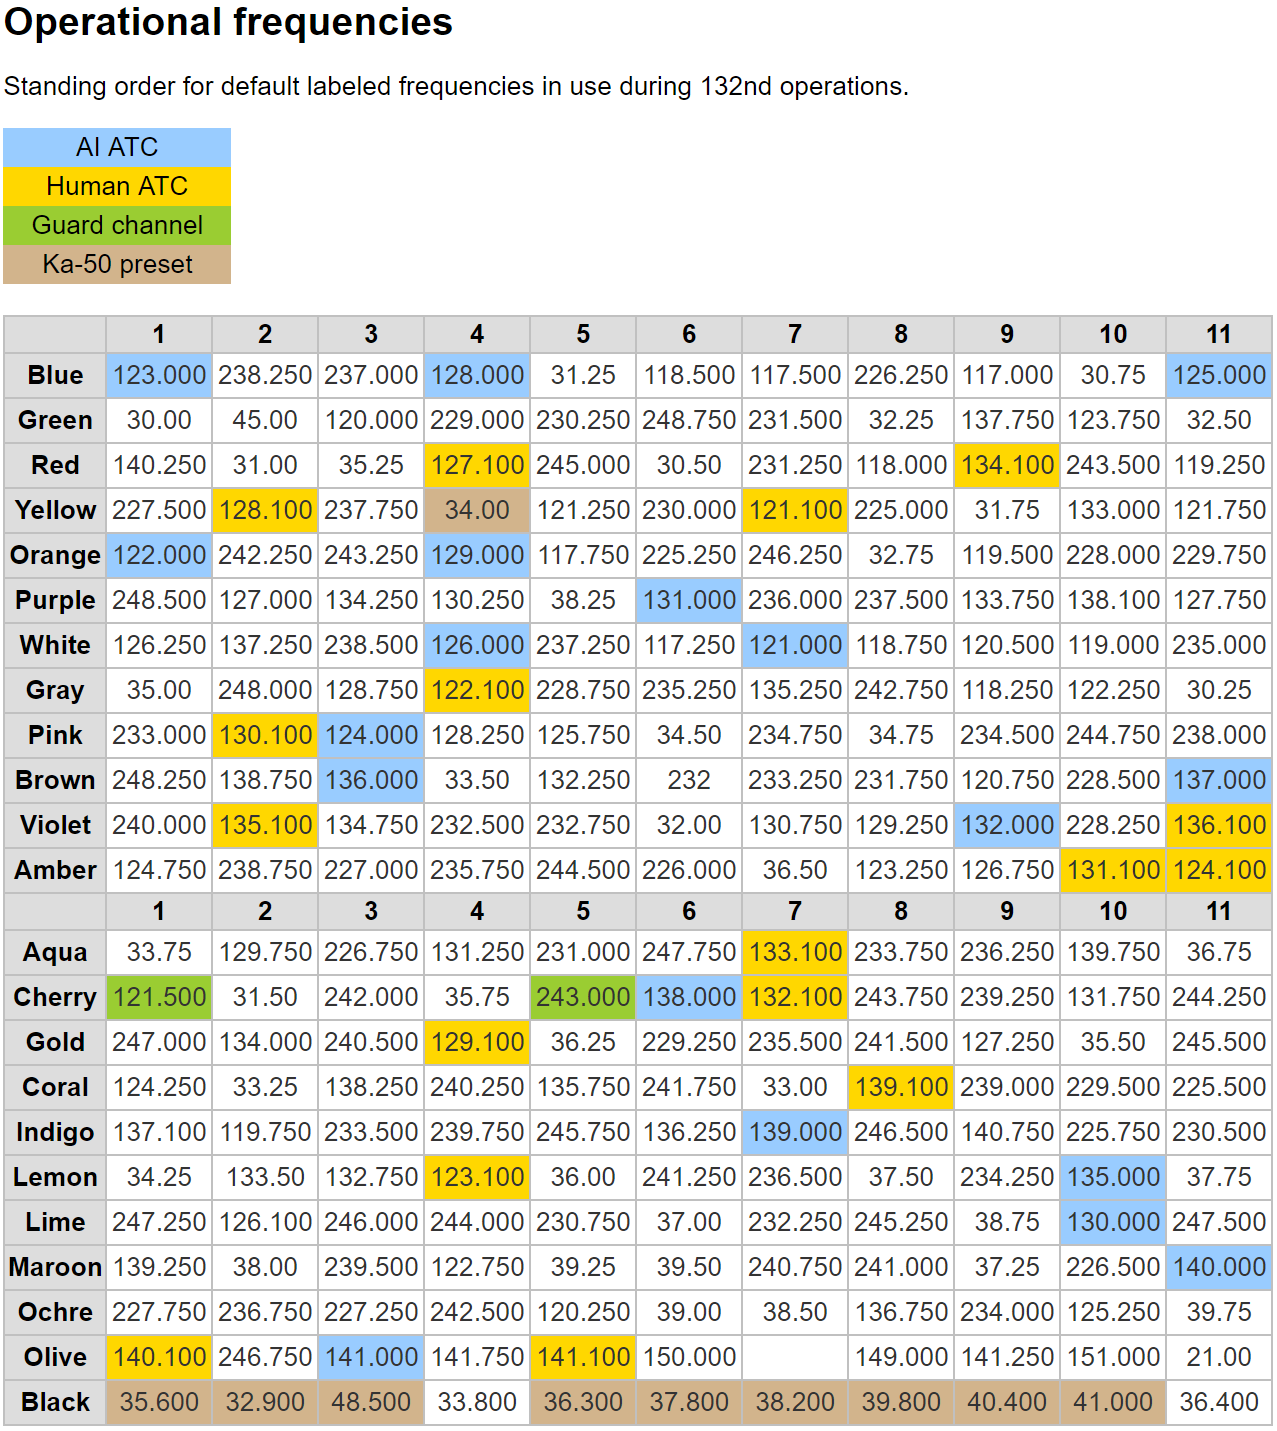 Operational frequencies
Standing order for default labeled frequencies in use during 132nd operations.
AI ATC
Human ATC
Guard channel
Ka-50 preset
1 2 3 4 5 6 7 8 9 10 11
Blue 123.000 238.250 237.000 128.000 31.25 118.500 117.500 226.250 117.000 30.75 125.000
Green 30.00 45.00 120.000 229.000 230.250 248.750 231.500 32.25 137.750 123.750 32.50
Red 140.250 31.00 35.25 127.100 245.000 30.50 231.250 118.000 134.100 243.500 119.250
Yellow 227.500 128.100 237.750 34.00 121.250 230.000 121.100 225.000 31.75 133.000 121.750
Orange 122.000 242.250 243.250 129.000 117.750 225.250 246.250 32.75 119.500 228.000 229.750
Purple 248.500 127.000 134.250 130.250 38.25 131.000 236.000 237.500 133.750 138.100 127.750
White 126.250 137.250 238.500 126.000 237.250 117.250 121.000 118.750 120.500 119.000 235.000
Gray 35.00 248.000 128.750 122.100 228.750 235.250 135.250 242.750 118.250 122.250 30.25
Pink 233.000 130.100 124.000 128.250 125.750 34.50 234.750 34.75 234.500 244.750 238.000
Brown 248.250 138.750 136.000 33.50 132.250 232 233.250 231.750 120.750 228.500 137.000
Violet 240.000 135.100 134.750 232.500 232.750 32.00 130.750 129.250 132.000 228.250 136.100
Amber 124.750 238.750 227.000 235.750 244.500 226.000 36.50 123.250 126.750 131.100 124.100
1 2 3 4 5 6 7 8 9 10 11
Aqua 33.75 129.750 226.750 131.250 231.000 247.750 133.100 233.750 236.250 139.750 36.75
Cherry 121.500 31.50 242.000 35.75 243.000 138.000 132.100 243.750 239.250 131.750 244.250
Gold 247.000 134.000 240.500 129.100 36.25 229.250 235.500 241.500 127.250 35.50 245.500
Coral 124.250 33.25 138.250 240.250 135.750 241.750 33.00 139.100 239.000 229.500 225.500
Indigo 137.100 119.750 233.500 239.750 245.750 136.250 139.000 246.500 140.750 225.750 230.500
Lemon 34.25 133.50 132.750 123.100 36.00 241.250 236.500 37.50 234.250 135.000 37.75
Lime 247.250 126.100 246.000 244.000 230.750 37.00 232.250 245.250 38.75 130.000 247.500
Maroon 139.250 38.00 239.500 122.750 39.25 39.50 240.750 241.000 37.25 226.500 140.000
Ochre 227.750 236.750 227.250 242.500 120.250 39.00 38.50 136.750 234.000 125.250 39.75
Olive 140.100 246.750 141.000 141.750 141.100 150.000 149.000 141.250 151.000 21.00
Black 35.600 32.900 48.500 33.800 36.300 37.800 38.200 39.800 40.400 41.000 36.400